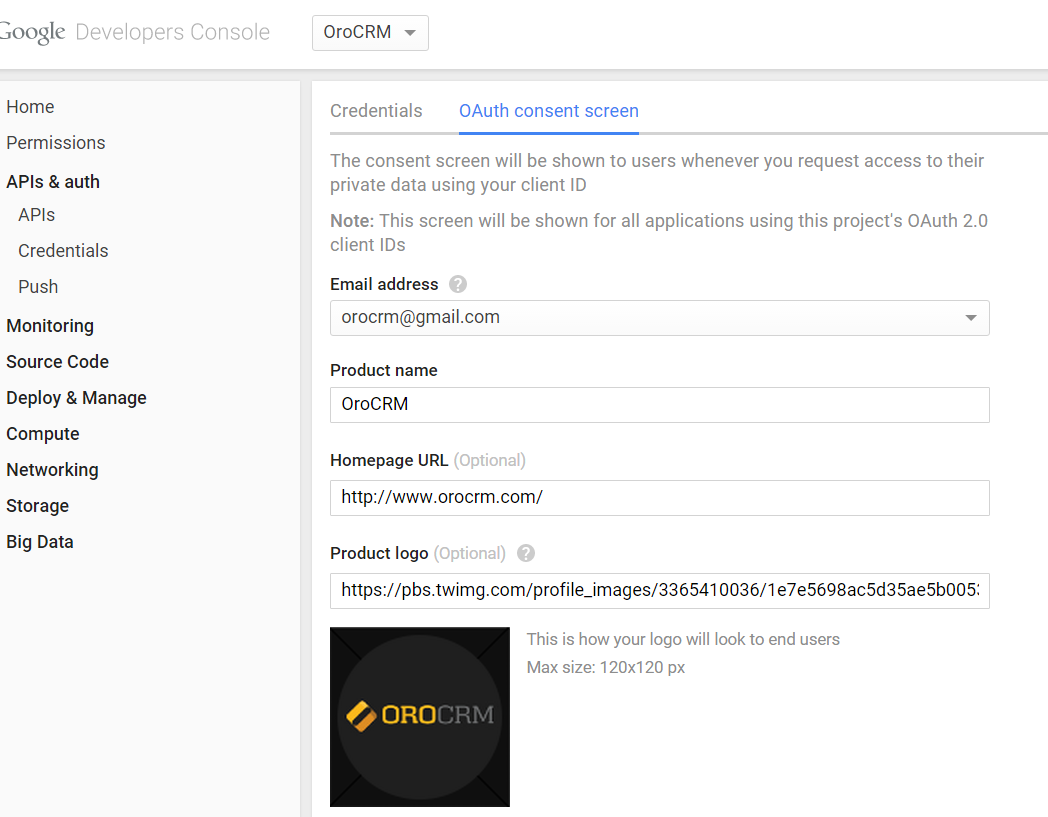 Google Developers Console
OroCRM
Home
Permissions
APIs & auth
APIs
Credentials
Push
Monitoring
Source Code
Deploy & Manage
Compute
Networking
Storage
Big Data
Credentials
OAuth consent screen
The consent screen will be shown to users whenever you request access to their
private data using your client ID
Note: This screen will be shown for all applications using this project's OAuth 2.0
client IDs
Email address ?
orocrm@gmail.com
Product name
OroCRM
Homepage URL (Optional)
http://www.orocrm.com/
Product logo (Optional) ?
https://pbs.twimg.com/profile_images/3365410036/1e7e5698ac5d35ae5b005
OROCRM
This is how your logo will look to end users
Max size: 120x120 px